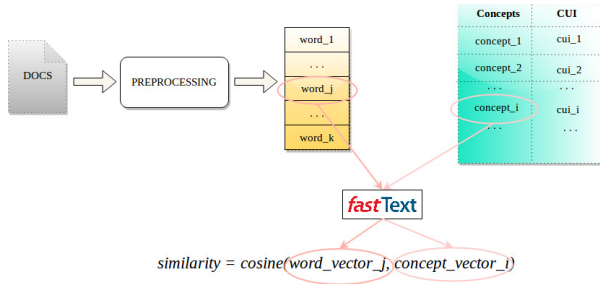 DOCS
PREPROCESSING
word_1
...
word_j
...
word_k
Concepts CUI
concept_1 cui_1
concept_2 cui_2
... ...
concept_i cui_i
... ...
fastText
similarity = cosine(word_vector_j, concept_vector_i)